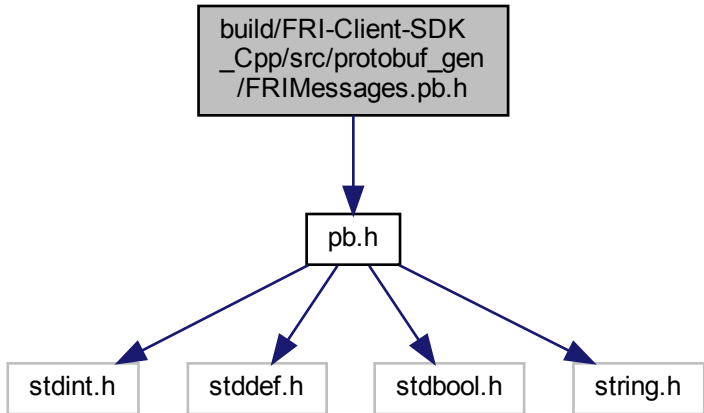 build/FRI-Client-SDK
_Cpp/src/protobuf_gen
/FRIMessages.pb.h
pb.h
stdint.h
stddef.h
stdbool.h
string.h